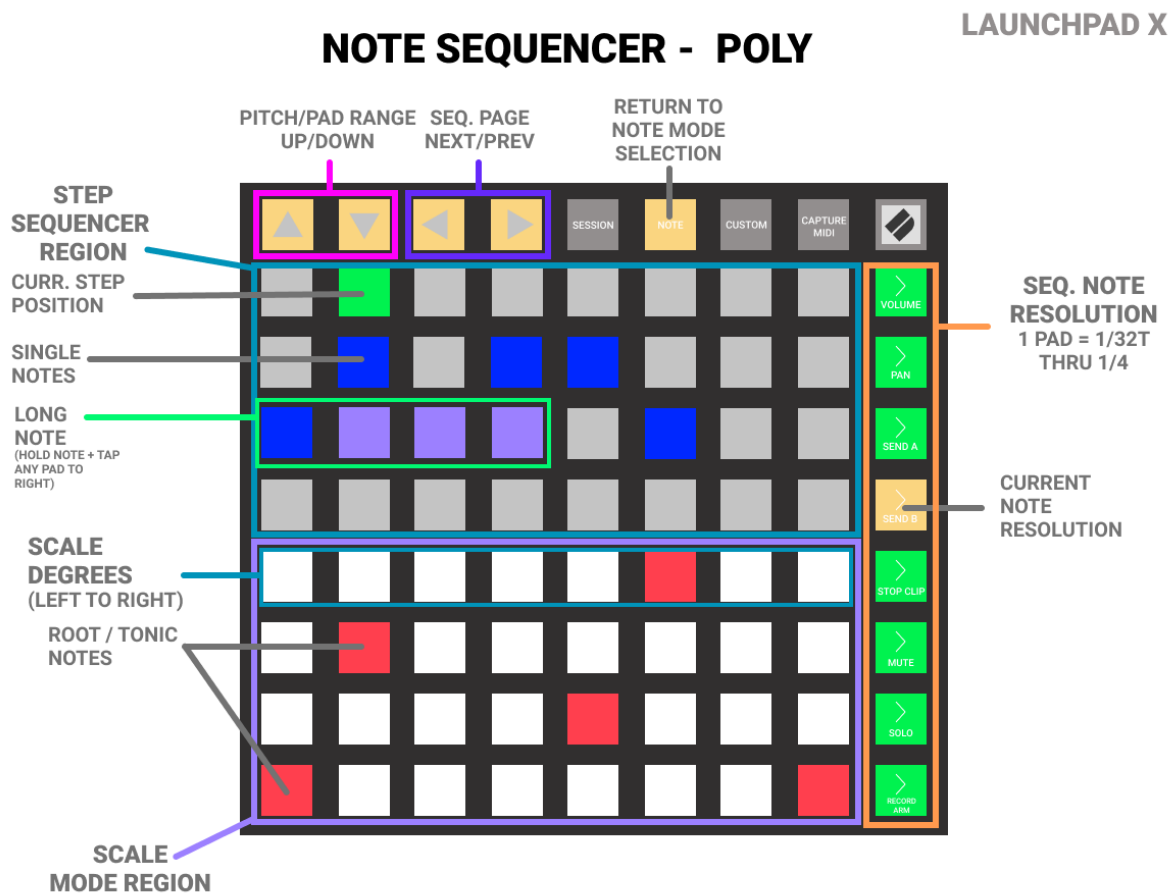 LAUNCHPAD X
NOTE SEQUENCER - POLY
PITCH/PAD RANGE
UP/DOWN
SEQ. PAGE
NEXT/PREV
RETURN TO
NOTE MODE
SELECTION
STEP
SEQUENCER
REGION
CURR. STEP
POSITION
SINGLE
NOTES
LONG
NOTE
(HOLD NOTE + TAP
ANY PAD TO
RIGHT)
SCALE
DEGREES
(LEFT TO RIGHT)
ROOT / TONIC
NOTES
SCALE
MODE REGION
SESSION
NOTE
CUSTOM
CAPTURE
MIDI
VOLUME
PAN
SEND A
SEND B
STOP CLIP
MUTE
SOLO
RECORD
ARM
SEQ. NOTE
RESOLUTION
1 PAD = 1/32T
THRU 1/4
CURRENT
NOTE
RESOLUTION